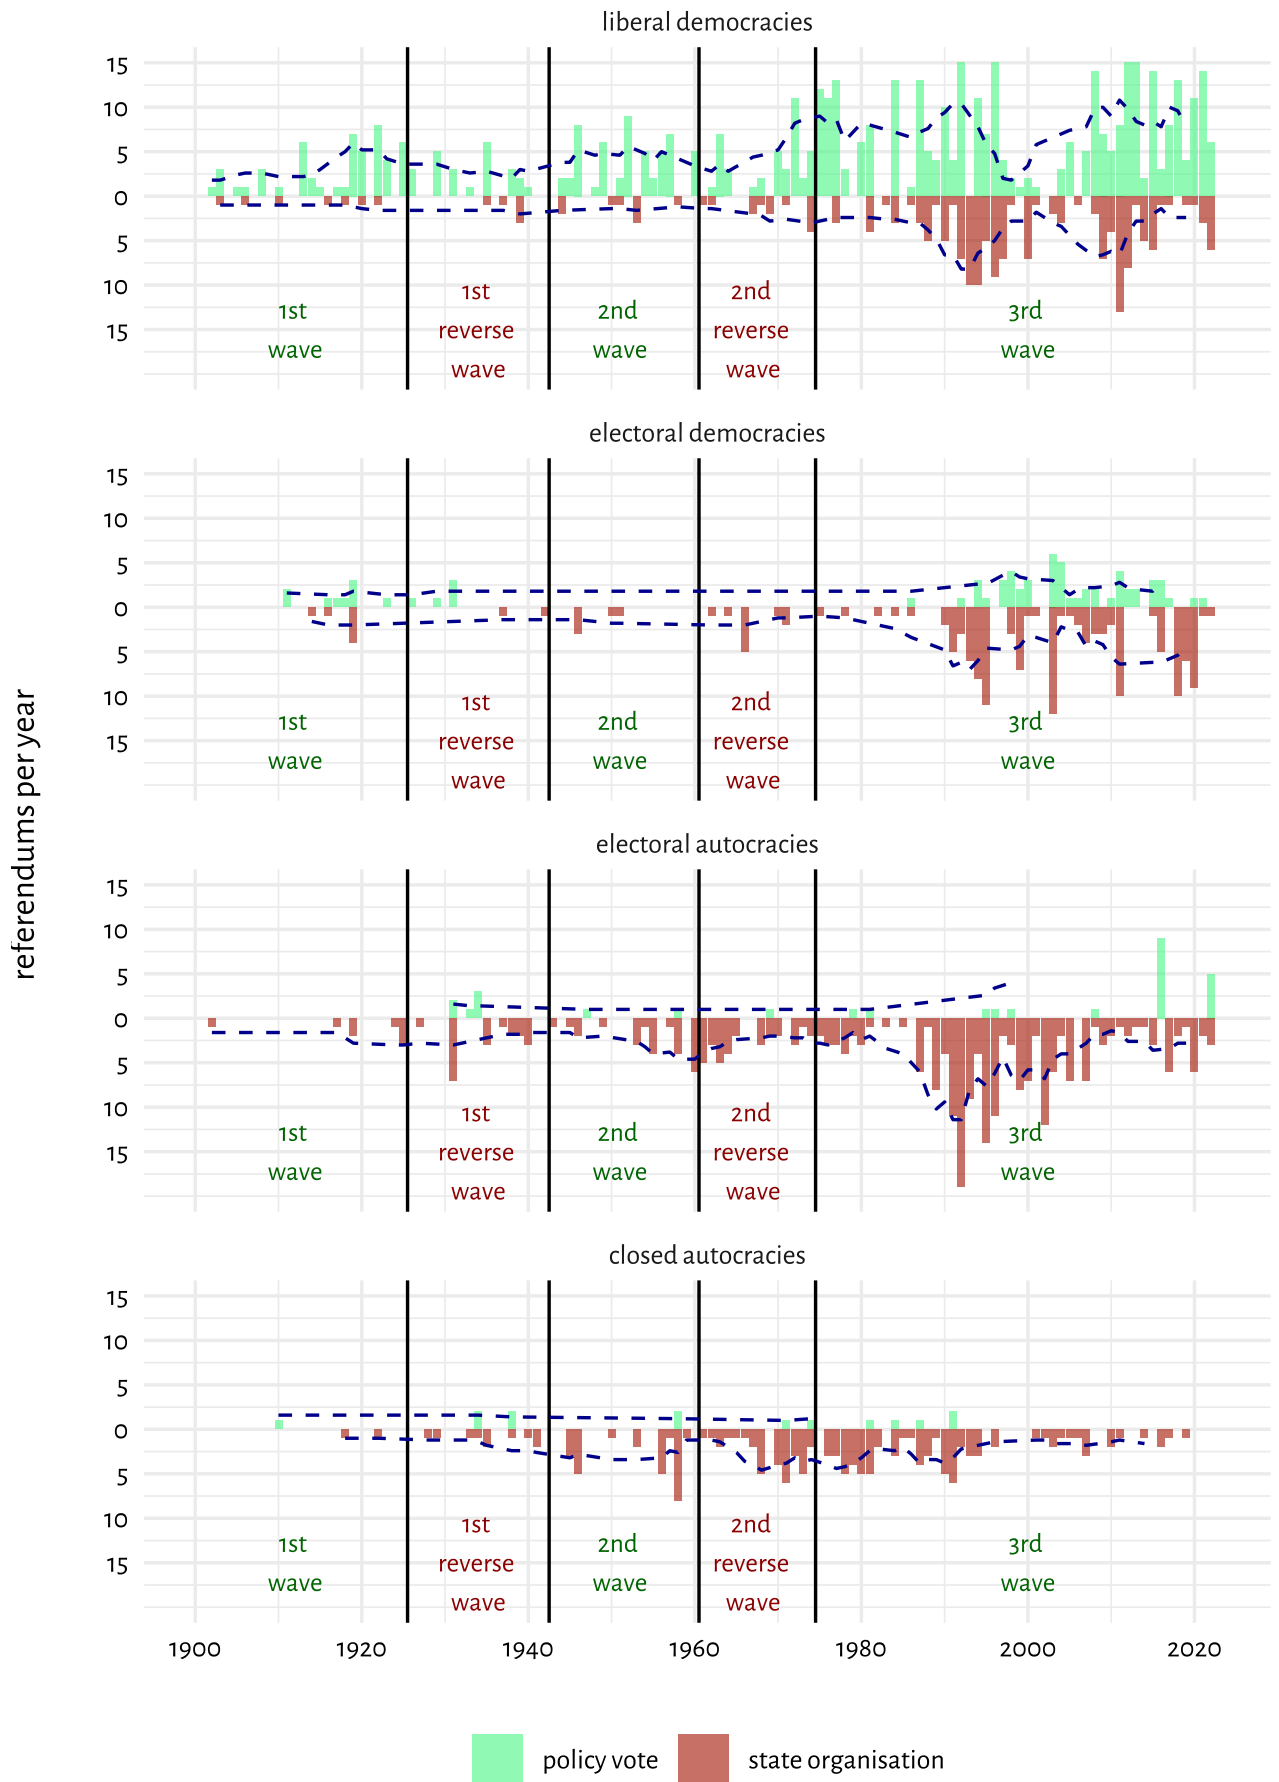 liberal democracies
15
10
5
0
5
10
15
1st
wave
1st
reverse
wave
2nd
wave
2nd
reverse
wave
3rd
wave
electoral democracies
15
10
5
0
5
10
15
1st
wave
1st
reverse
wave
2nd
wave
2nd
reverse
wave
3rd
wave
referendums per year
electoral autocracies
15
10
5
0
5
10
15
1st
wave
1st
reverse
wave
2nd
wave
2nd
reverse
wave
3rd
wave
closed autocracies
15
10
5
0
5
10
15
1st
wave
1st
reverse
wave
2nd
wave
2nd
reverse
wave
3rd
wave
1900 1920 1940 1960 1980 2000 2020
policy vote state organisation